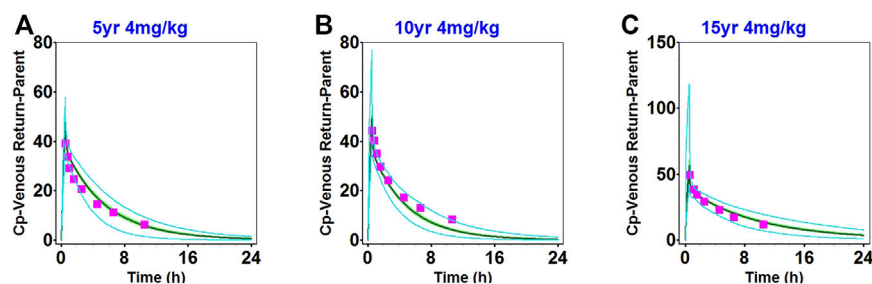 A
5yr 4mg/kg
Cp-Venous Return-Parent
80
60
40
20
0
0 8 16 24
Time (h)
B
10yr 4mg/kg
Cp-Venous Return-Parent
80
60
40
20
0
0 8 16 24
Time (h)
C
15yr 4mg/kg
Cp-Venous Return-Parent
150
100
50
0
0 8 16 24
Time (h)